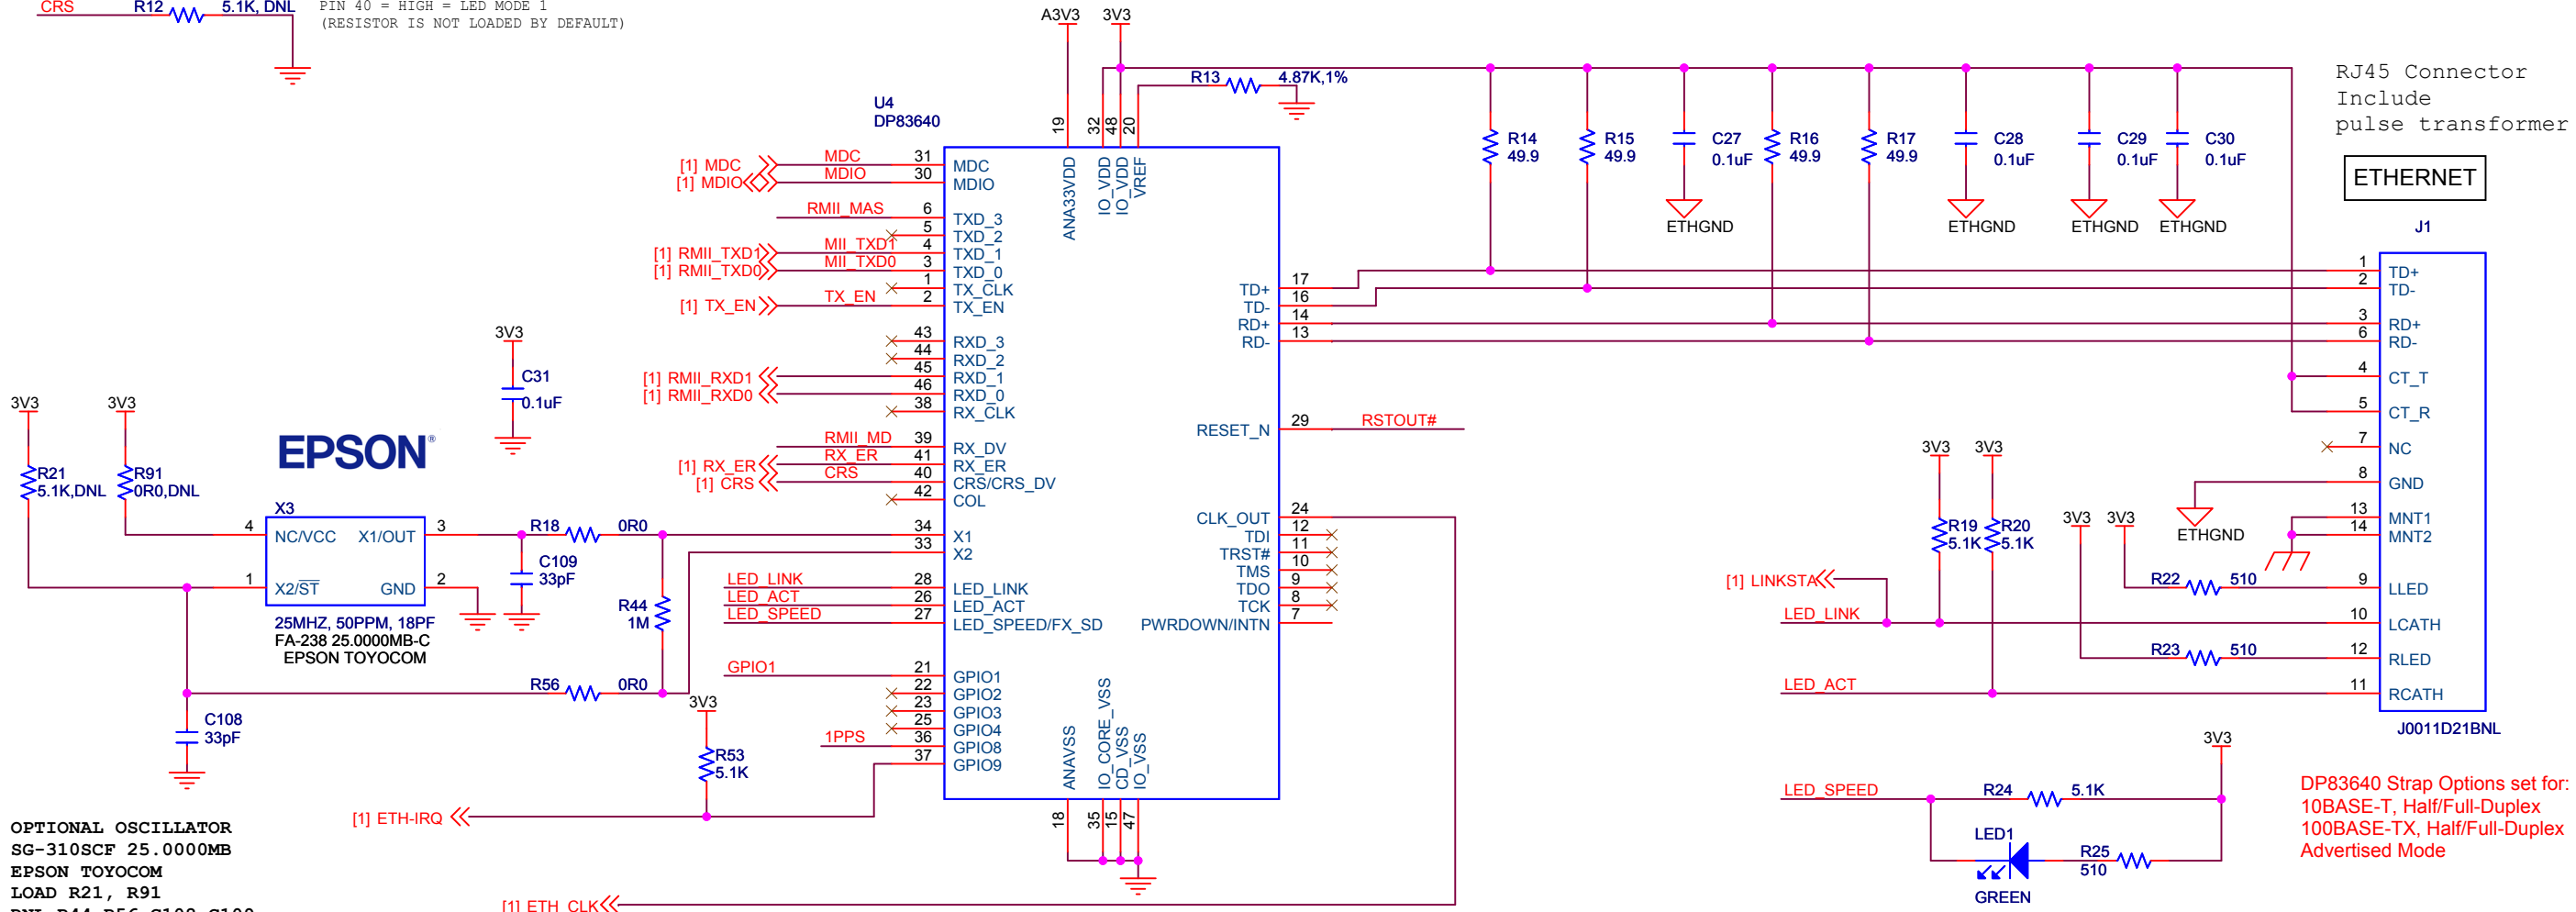 CRS R12 5.1K, DNL
PIN 40 = HIGH = LED MODE 1
(RESISTOR IS NOT LOADED BY DEFAULT)
A3V3 3V3
R13 4.87K,1%
U4
DP83640
19 32 48 20
ANA33VDD IO_VDD IO_VDD VREF
[1] MDC MDC 31 MDC
[1] MDIO MDIO 30 MDIO
RMII_MAS 6 TXD_3
5 TXD_2
[1] RMII_TXD1 MII_TXD1 4 TXD_1
[1] RMII_TXD0 MII_TXD0 3 TXD_0
1 TX_CLK
[1] TX_EN TX_EN 2 TX_EN
43 RXD_3
44 RXD_2
[1] RMII_RXD1 45 RXD_1
[1] RMII_RXD0 46 RXD_0
38 RX_CLK
RMII_MD 39 RX_DV
[1] RX_ER RX_ER 41 RX_ER
[1] CRS CRS 40 CRS/CRS_DV
42 COL
34 X1
33 X2
LED_LINK 28 LED_LINK
LED_ACT 26 LED_ACT
LED_SPEED 27 LED_SPEED/FX_SD
GPIO1 21 GPIO1
22 GPIO2
23 GPIO3
25 GPIO4
1PPS 36 GPIO8
37 GPIO9
TD+ 17
TD- 16
RD+ 14
RD- 13
RESET_N 29 RSTOUT#
CLK_OUT 24
TDI 12
TRST# 11
TMS 10
TDO 9
TCK 8
PWRDOWN/INTN 7
ANAVSS IO_CORE_VSS CD_VSS IO_VSS
18 35 15 47
3V3
C31
0.1uF
3V3 3V3
R21
5.1K,DNL
R91
0R0,DNL
EPSON®
X3
4 NC/VCC X1/OUT 3
1 X2/ST GND 2
25MHZ, 50PPM, 18PF
FA-238 25.0000MB-C
EPSON TOYOCOM
R18 0R0
C109
33pF
R44
1M
R56 0R0
C108
33pF
3V3
R53
5.1K
[1] ETH-IRQ
[1] ETH_CLK
OPTIONAL OSCILLATOR
SG-310SCF 25.0000MB
EPSON TOYOCOM
LOAD R21, R91
DNL R44 R56 C108 C109
R14
49.9
R15
49.9
C27
0.1uF
R16
49.9
R17
49.9
C28
0.1uF
C29
0.1uF
C30
0.1uF
ETHGND ETHGND ETHGND ETHGND
RJ45 Connector
Include
pulse transformer
ETHERNET
J1
1 TD+
2 TD-
3 RD+
6 RD-
4 CT_T
5 CT_R
7 NC
8 GND
13 MNT1
14 MNT2
9 LLED
10 LCATH
12 RLED
11 RCATH
J0011D21BNL
ETHGND
3V3 3V3
R19
5.1K
R20
5.1K
3V3 3V3
R22 510
[1] LINKSTA
LED_LINK
R23 510
LED_ACT
3V3
LED_SPEED R24 5.1K
LED1
GREEN
R25
510
DP83640 Strap Options set for:
10BASE-T, Half/Full-Duplex
100BASE-TX, Half/Full-Duplex
Advertised Mode